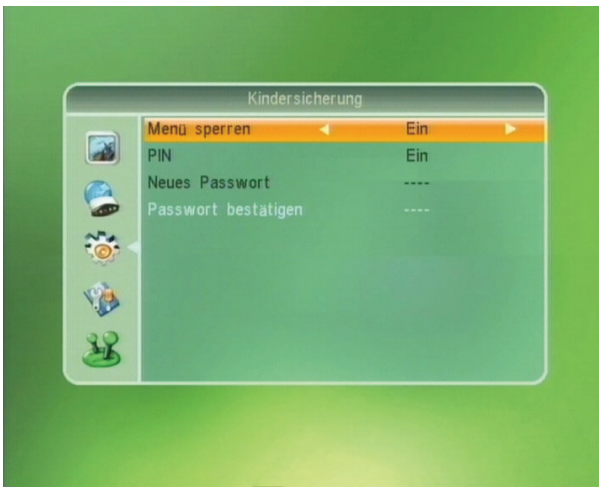 Kindersicherung
Menü sperren Ein
PIN Ein
Neues Passwort ----
Passwort bestätigen ----